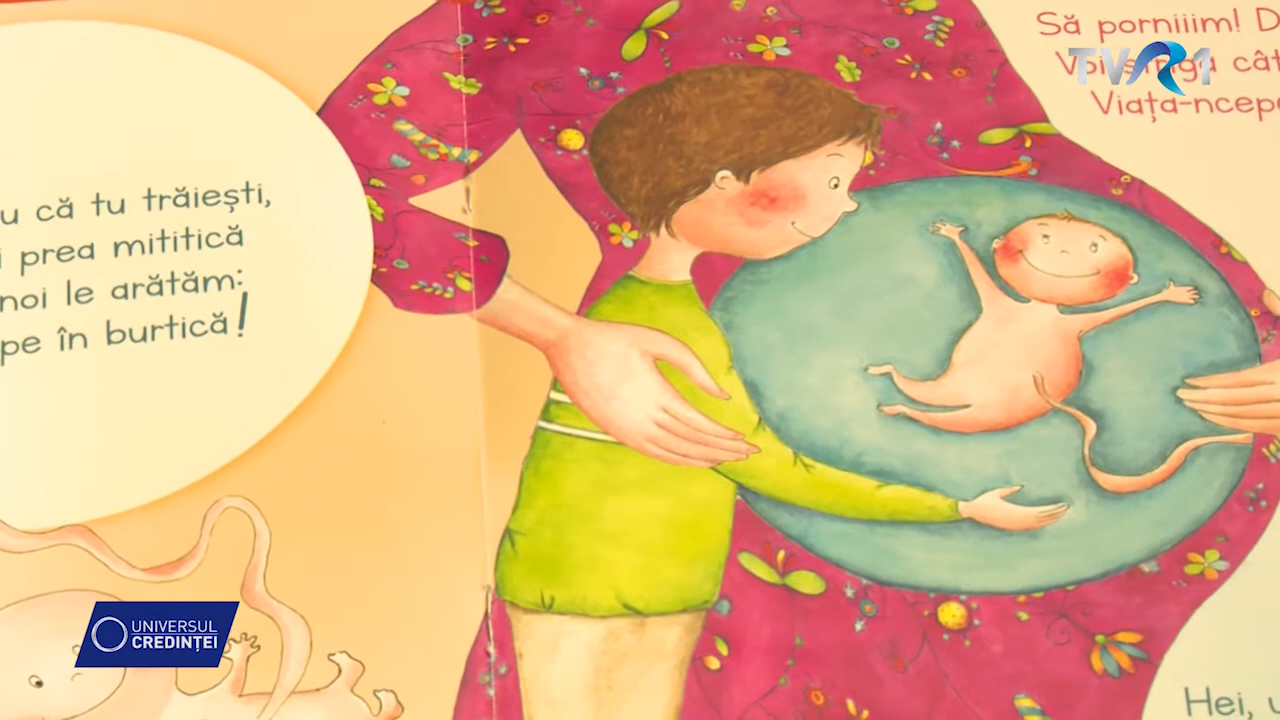 u că tu trăiești,
i prea mititică
noi le arătăm:
pe în burtică!
Să porniiim! D
câ
Viața-ncep
TVR1
Hei, u
UNIVERSUL
CREDINȚEI